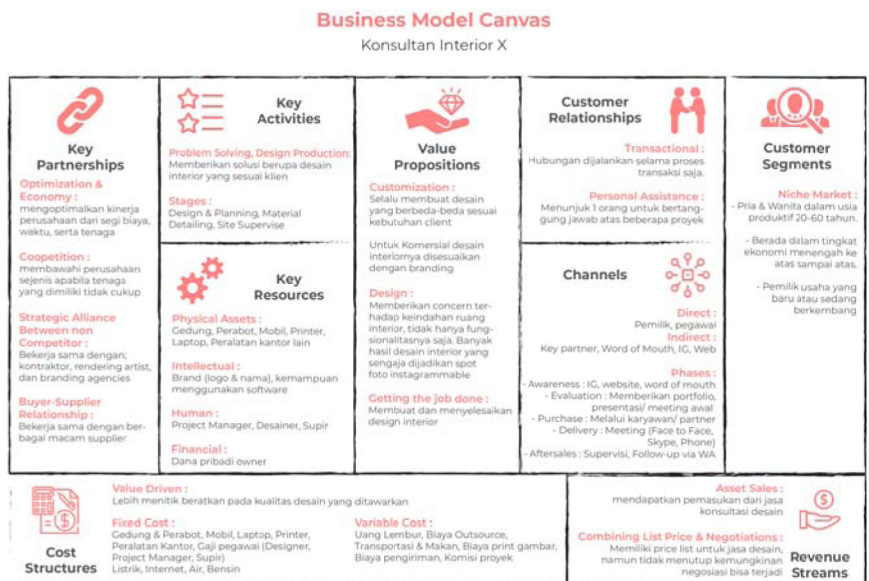 Business Model Canvas
Konsultan Interior X
Key
Partnerships
Optimization &
Economy :
mengoptimalkan kinerja
perusahaan dari segi biaya,
waktu, serta tenaga
Coopetition :
membawahi perusahaan
sejenis apabila tenaga
yang dimiliki tidak cukup
Strategic Alliance
Between non
Competitor :
Bekerja sama dengan;
kontraktor, rendering artist,
dan branding agencies
Buyer-Supplier
Relationship :
Bekerja sama dengan ber-
bagai macam supplier
Key
Activities
Problem Solving, Design Production:
Memberikan solusi berupa desain
interior yang sesuai klien
Stages :
Design & Planning, Material
Detailing, Site Supervise
Key
Resources
Physical Assets :
Gedung, Perabot, Mobil, Printer,
Laptop, Peralatan kantor lain
Intellectual :
Brand (logo & nama), kemampuan
menggunakan software
Human :
Project Manager, Desainer, Supir
Financial :
Dana pribadi owner
Value
Propositions
Customization :
Selalu membuat desain
yang berbeda-beda sesuai
kebutuhan client
Untuk Komersial desain
interiornya disesuaikan
dengan branding
Design :
Memberikan concern ter-
hadap keindahan ruang
interior, tidak hanya fung-
sionalitasnya saja. Banyak
hasil desain interior yang
sengaja dijadikan spot
foto instagrammable
Getting the job done :
Membuat dan menyelesaikan
design interior
Customer
Relationships
Transactional :
Hubungan dijalankan selama proses
transaksi saja.
Personal Assistance :
Menunjuk 1 orang untuk bertang-
gung jawab atas beberapa proyek
Channels
Direct :
Pemilik, pegawai
Indirect :
Key partner, Word of Mouth, IG, Web
Phases :
- Awareness : IG, website, word of mouth
- Evaluation : Memberikan portfolio,
presentasi/ meeting awal
- Purchase : Melalui karyawan/ partner
- Delivery : Meeting (Face to Face,
Skype, Phone)
- Aftersales : Supervisi, Follow-up via WA
Customer
Segments
Niche Market :
- Pria & Wanita dalam usia
produktif 20-60 tahun.
- Berada dalam tingkat
ekonomi menengah ke
atas sampai atas.
- Pemilik usaha yang
baru atau sedang
berkembang
Cost
Structures
Value Driven :
Lebih menitik beratkan pada kualitas desain yang ditawarkan
Fixed Cost :
Gedung & Perabot, Mobil, Laptop, Printer,
Peralatan Kantor, Gaji pegawai (Designer,
Project Manager, Supir)
Listrik, Internet, Air, Bensin
Variable Cost :
Uang Lembur, Biaya Outsource,
Transportasi & Makan, Biaya print gambar,
Biaya pengiriman, Komisi proyek
Asset Sales :
mendapatkan pemasukan dari jasa
konsultasi desain
Combining List Price & Negotiations :
Memiliki price list untuk jasa desain,
namun tidak menutup kemungkinan
negosiasi bisa terjadi
Revenue
Streams